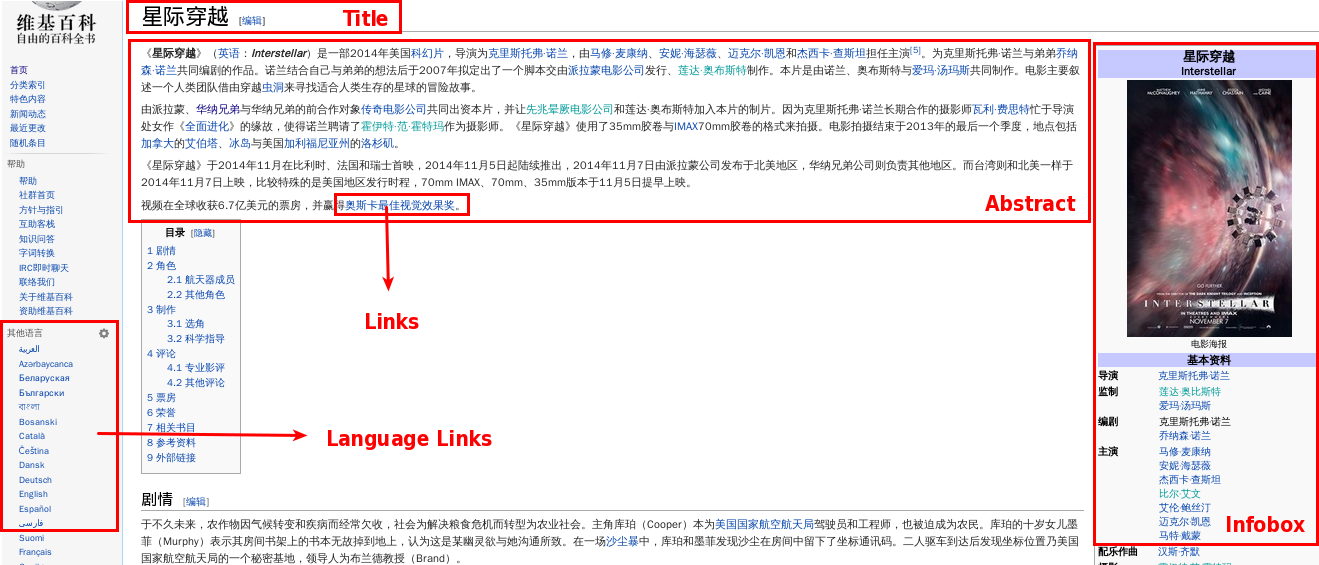 维基百科
自由的百科全书
首页
分类索引
特色内容
新闻动态
最近更改
随机条目
帮助
帮助
社群首页
方针与指引
互助客栈
知识问答
字词转换
IRC即时聊天
联络我们
关于维基百科
资助维基百科
其他语言
العربية
Azərbaycanca
Беларуская
Български
বাংলা
Bosanski
Català
Čeština
Dansk
Deutsch
English
Español
فارسی
Suomi
Français
星际穿越 [编辑]
Title
《星际穿越》（英语：Interstellar）是一部2014年美国科幻片，导演为克里斯托弗·诺兰，由马修·麦康纳、安妮·海瑟薇、迈克尔·凯恩和杰西卡·查斯坦担任主演[5]。为克里斯托弗·诺兰与弟弟乔纳
森·诺兰共同编剧的作品。诺兰结合自己与弟弟的想法后于2007年拟定出了一个脚本交由派拉蒙电影公司发行、莲达·奥布斯特制作。本片是由诺兰、奥布斯特与爱玛·汤玛斯共同制作。电影主要叙
述一个人类团队借由穿越虫洞来寻找适合人类生存的星球的冒险故事。
由派拉蒙、华纳兄弟与华纳兄弟的前合作对象传奇电影公司共同出资本片，并让先兆晕厥电影公司和莲达·奥布斯特加入本片的制片。因为克里斯托弗·诺兰长期合作的摄影师瓦利·费思特忙于导演
处女作《全面进化》的缘故，使得诺兰聘请了霍伊特·范·霍特玛作为摄影师。《星际穿越》使用了35mm胶卷与IMAX70mm胶卷的格式来拍摄。电影拍摄结束于2013年的最后一个季度，地点包括
加拿大的艾伯塔、冰岛与美国加利福尼亚州的洛杉矶。
《星际穿越》于2014年11月在比利时、法国和瑞士首映，2014年11月5日起陆续推出，2014年11月7日由派拉蒙公司发布于北美地区，华纳兄弟公司则负责其他地区。而台湾则和北美一样于
2014年11月7日上映，比较特殊的是美国地区发行时程，70mm IMAX、70mm、35mm版本于11月5日提早上映。
视频在全球收获6.7亿美元的票房，并赢得奥斯卡最佳视觉效果奖。
Abstract
目录 [隐藏]
1 剧情
2 角色
2.1 航天器成员
2.2 其他角色
3 制作
3.1 选角
3.2 科学指导
4 评论
4.1 专业影评
4.2 其他评论
5 票房
6 荣誉
7 相关书目
8 参考资料
9 外部链接
Links
Language Links
剧情 [编辑]
于不久未来，农作物因气候转变和疾病而经常欠收，社会为解决粮食危机而转型为农业社会。主角库珀（Cooper）本为美国国家航空航天局驾驶员和工程师，也被迫成为农民。库珀的十岁女儿墨
菲（Murphy）表示其房间书架上的书本无故掉到地上，认为这是某幽灵欲与她沟通所致。在一场沙尘暴中，库珀和墨菲发现沙尘在房间中留下了坐标通讯码。二人驱车到达后发现坐标位置乃美国
国家航空航天局的一个秘密基地，领导人为布兰德教授（Brand）。
星际穿越
Interstellar
GO FURTHER
INTERSTELLAR
IN THEATRES AND IMAX
NOVEMBER 7
电影海报
基本资料
导演 克里斯托弗·诺兰
监制 莲达·奥比斯特
爱玛·汤玛斯
编剧 克里斯托弗·诺兰
乔纳森·诺兰
主演 马修·麦康纳
安妮·海瑟薇
杰西卡·查斯坦
比尔·艾文
艾伦·鲍丝汀
迈克尔·凯恩
马特·戴蒙
Infobox
配乐作曲 汉斯·齐默